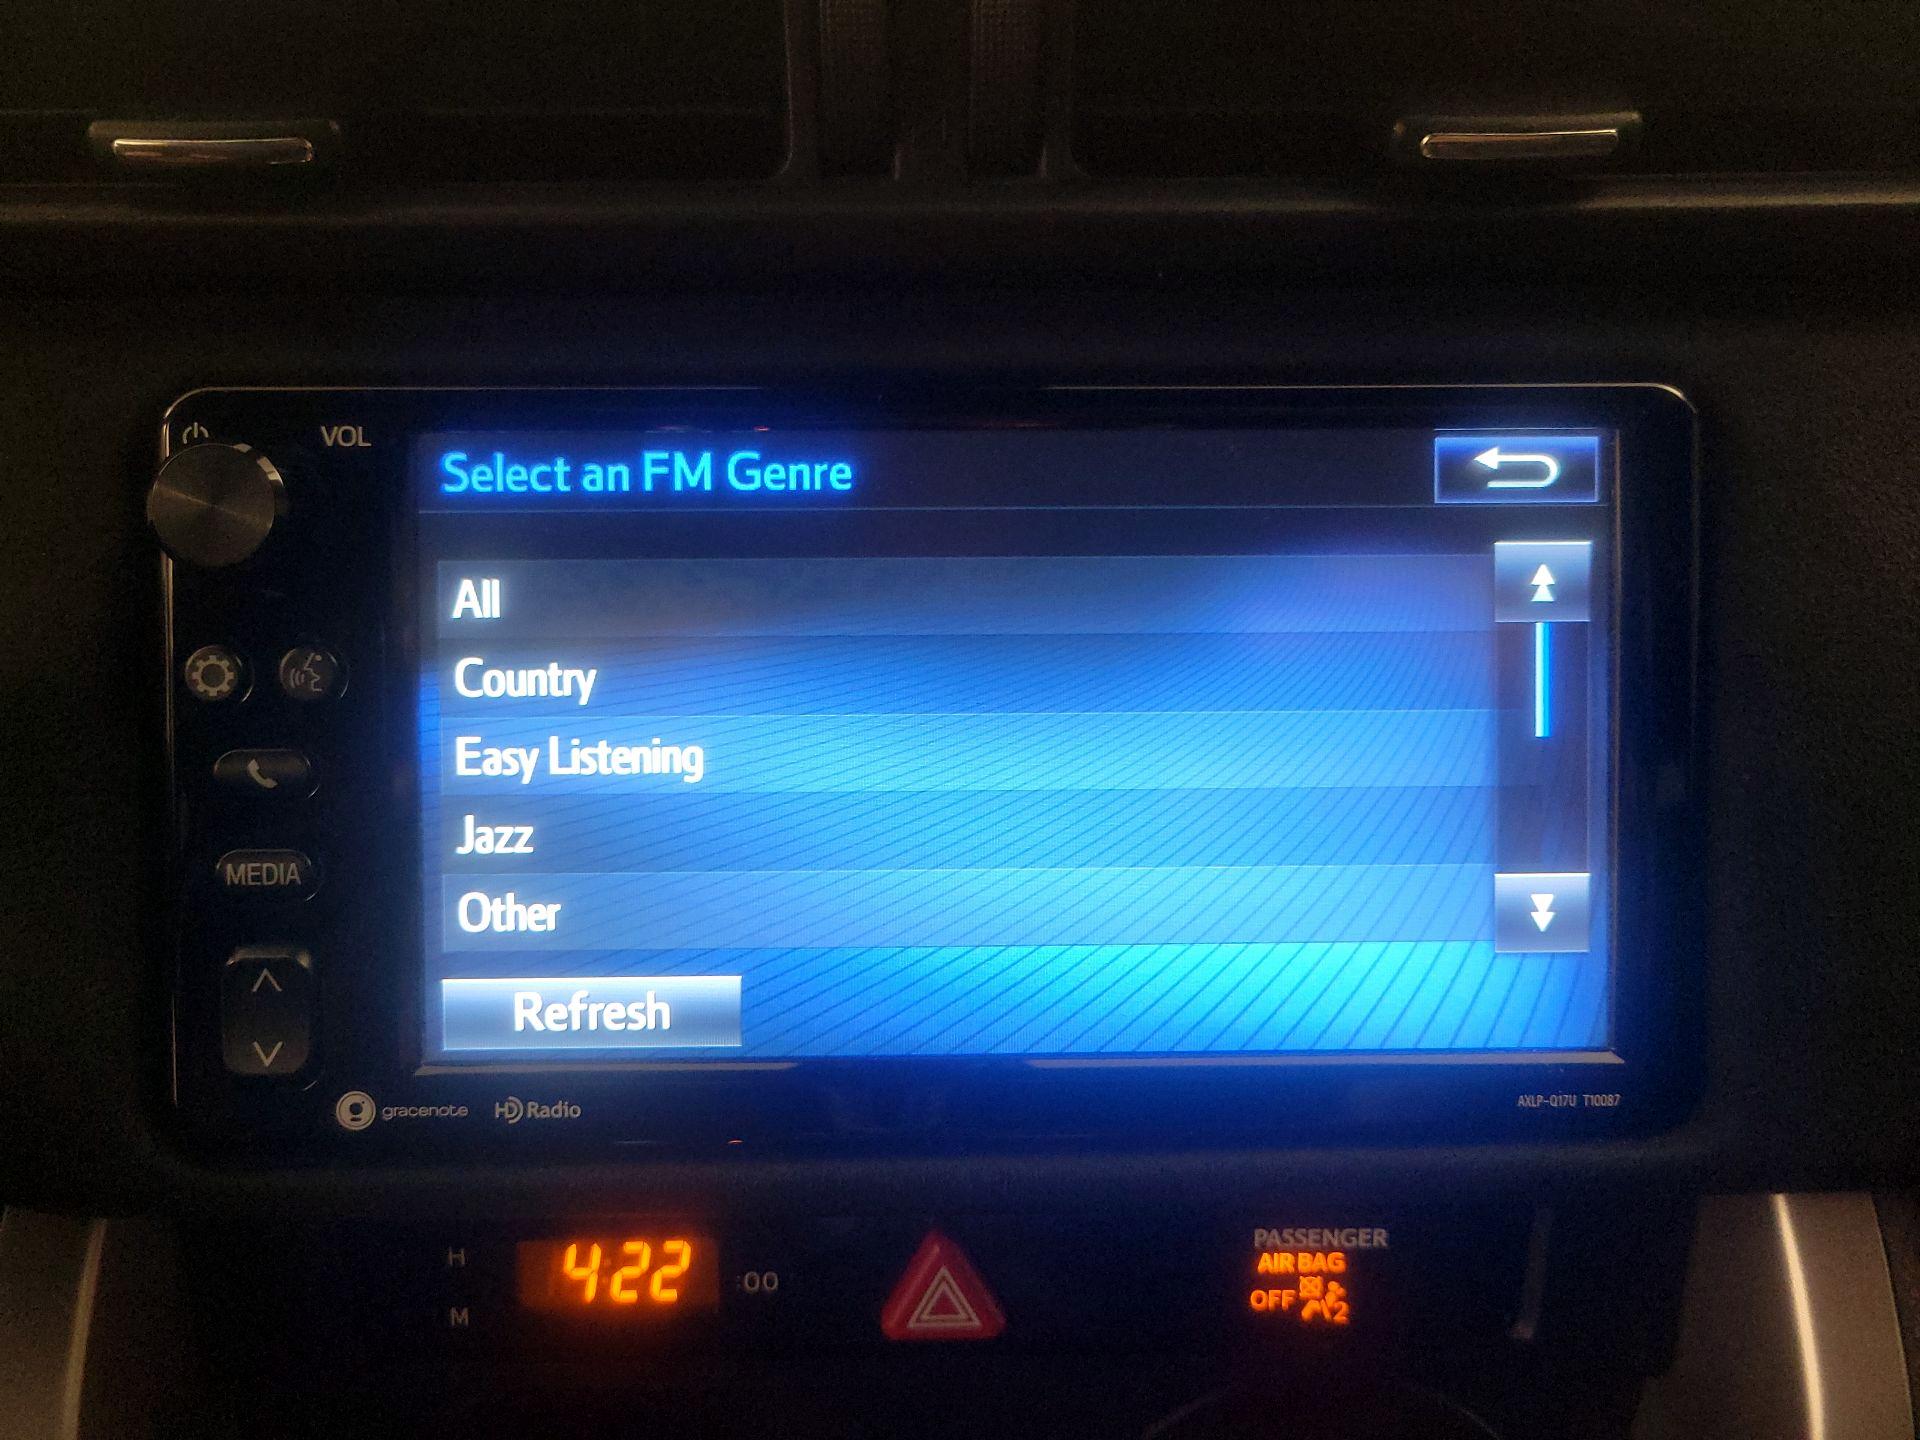 VOL
Select an FM Genre
All
Country
Easy Listening
Jazz
Other
Refresh
MEDIA
gracenote
HD Radio
AXLP-Q17U T10087
H
M
4:22
:00
PASSENGER
AIR BAG
OFF
2